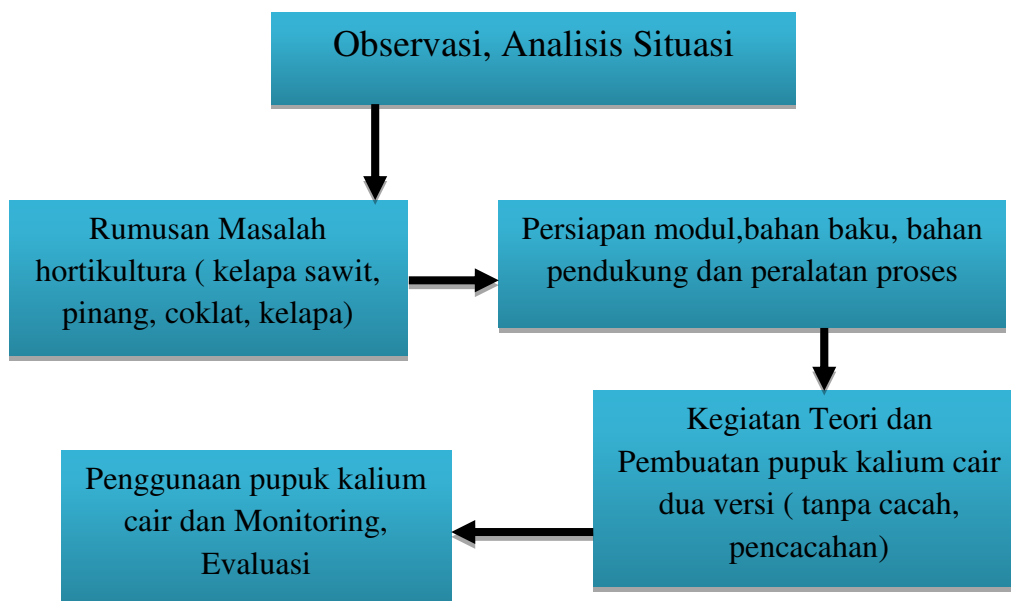 Observasi, Analisis Situasi
Rumusan Masalah
hortikultura ( kelapa sawit,
pinang, coklat, kelapa)
Persiapan modul,bahan baku, bahan
pendukung dan peralatan proses
Kegiatan Teori dan
Pembuatan pupuk kalium cair
dua versi ( tanpa cacah,
pencacahan)
Penggunaan pupuk kalium
cair dan Monitoring,
Evaluasi